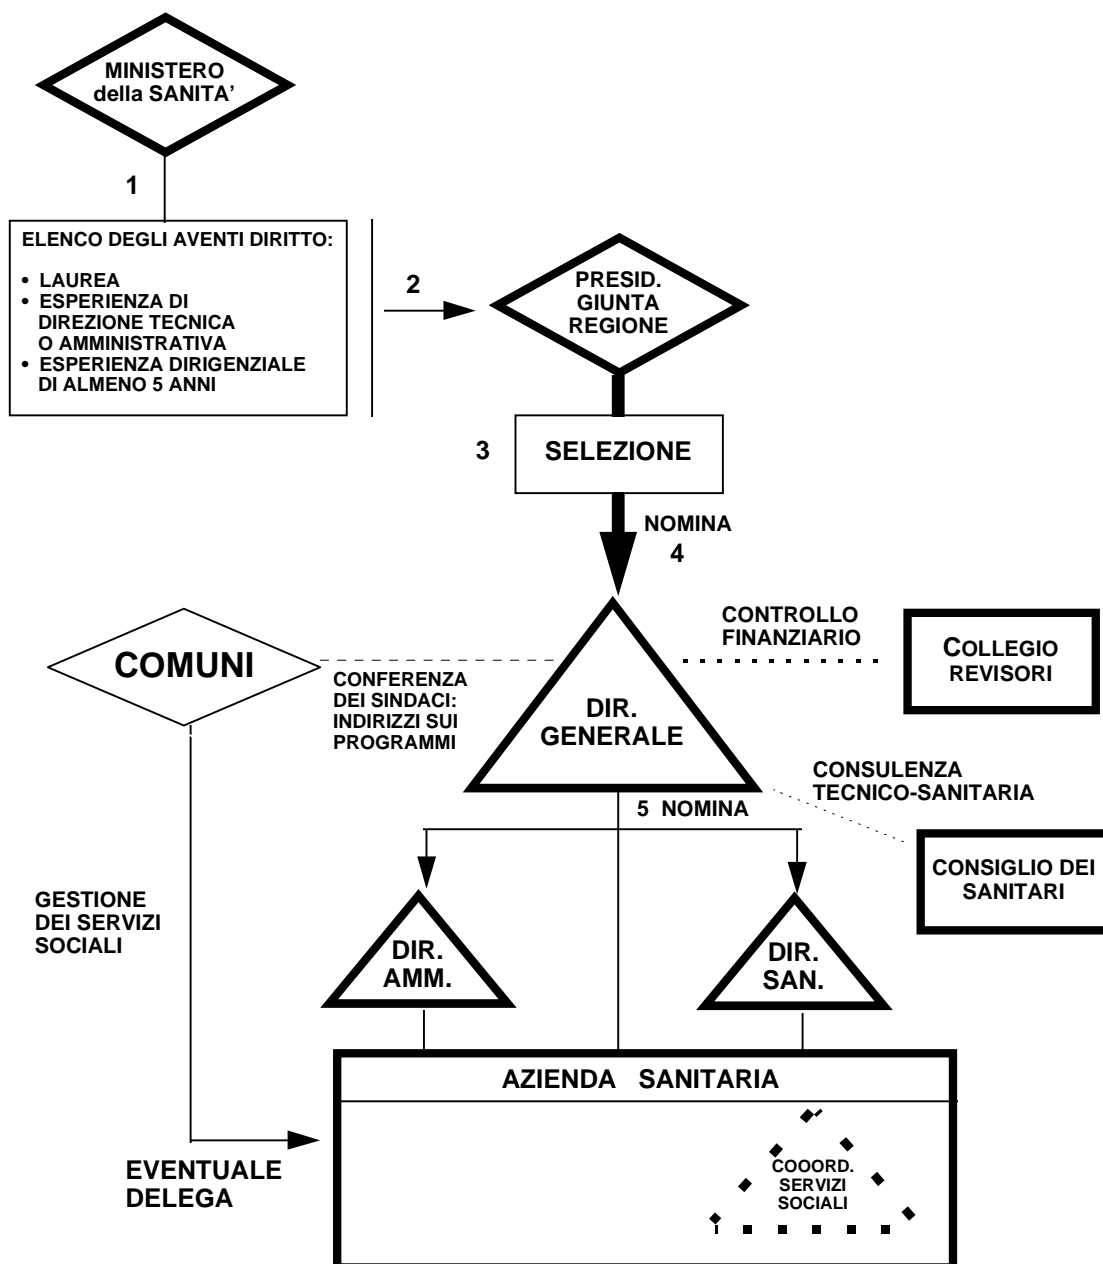 MINISTERO
della SANITA’
1
ELENCO DEGLI AVENTI DIRITTO:
• LAUREA
• ESPERIENZA DI
DIREZIONE TECNICA
O AMMINISTRATIVA
• ESPERIENZA DIRIGENZIALE
DI ALMENO 5 ANNI
2
PRESID.
GIUNTA
REGIONE
3
SELEZIONE
NOMINA
4
COMUNI
CONFERENZA
DEI SINDACI:
INDIRIZZI SUI
PROGRAMMI
DIR.
GENERALE
CONTROLLO
FINANZIARIO
COLLEGIO
REVISORI
CONSULENZA
TECNICO-SANITARIA
CONSIGLIO DEI
SANITARI
5 NOMINA
GESTIONE
DEI SERVIZI
SOCIALI
DIR.
AMM.
DIR.
SAN.
AZIENDA SANITARIA
COOORD.
SERVIZI
SOCIALI
EVENTUALE
DELEGA